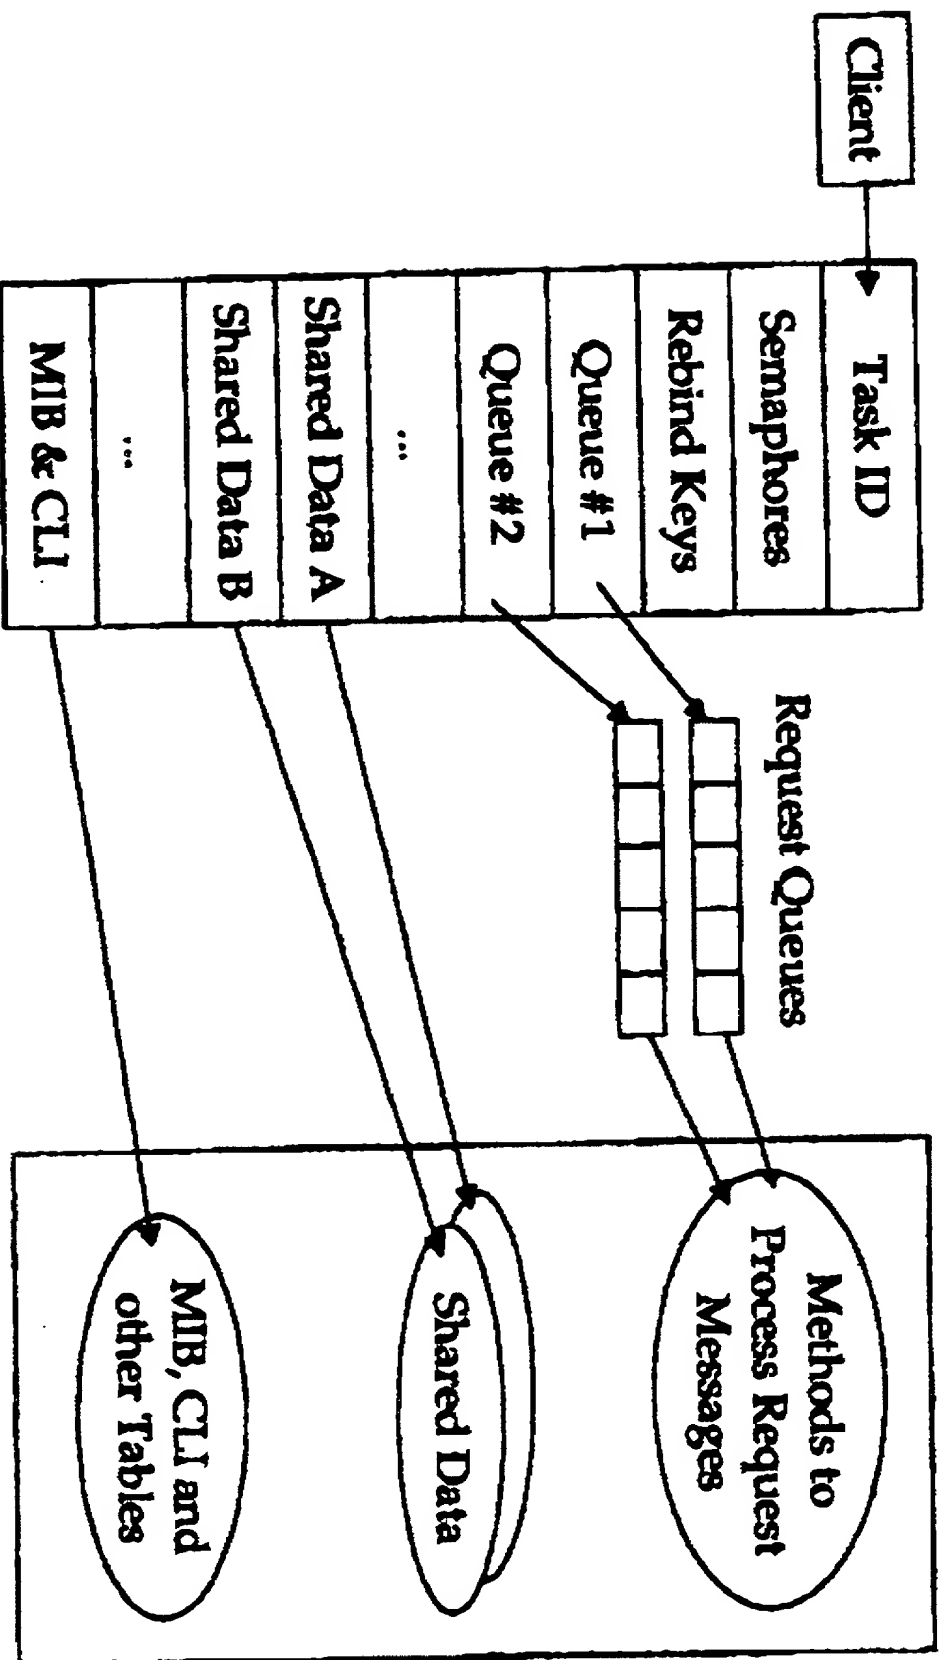 Client
Task ID
Semaphores
Rebind Keys
Queue #1
Queue #2
...
Shared Data A
Shared Data B
...
MIB & CLI
Request Queues
Methods to
Process Request
Messages
Shared Data
MIB, CLI and
other Tables